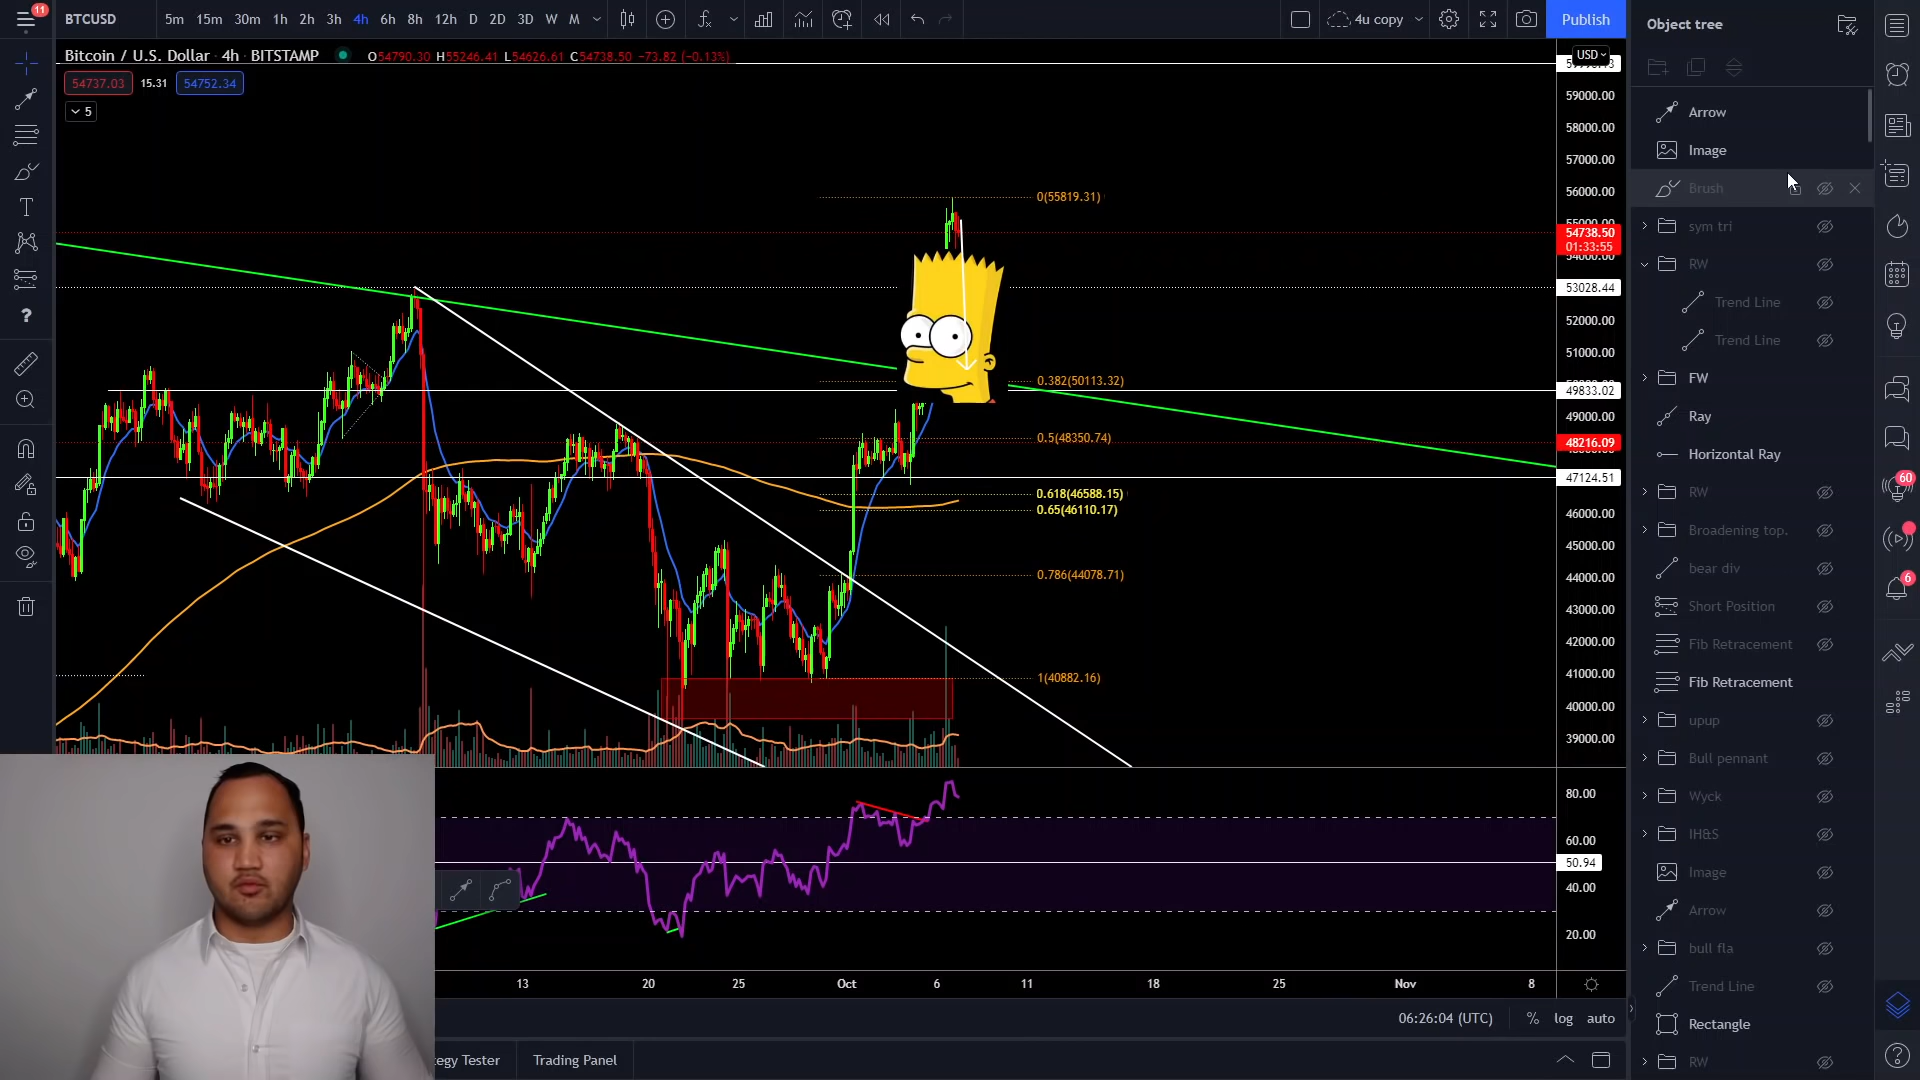 11
BTCUSD
5m 15m 30m 1h 2h 3h 4h 6h 8h 12h D 2D 3D W M
4u copy
Publish
Bitcoin / U.S. Dollar · 4h · BITSTAMP
O54790.30 H55246.41 L54626.61 C54738.50 −73.82 (−0.13%)
54737.03 15.31 54752.34
5
USD
59000.00
58000.00
57000.00
56000.00
55000.00
54738.50
01:33:55
54000.00
53028.44
52000.00
51000.00
49833.02
49000.00
48216.09
47124.51
46000.00
45000.00
44000.00
43000.00
42000.00
41000.00
40000.00
39000.00
0(55819.31)
0.382(50113.32)
0.5(48350.74)
0.618(46588.15)
0.65(46110.17)
0.786(44078.71)
1(40882.16)
80.00
60.00
50.94
40.00
20.00
13 20 25 Oct 6 11 18 25 Nov 8
06:26:04 (UTC) % log auto
tegy Tester Trading Panel
Object tree
Arrow
Image
Brush
sym tri
RW
Trend Line
Trend Line
FW
Ray
Horizontal Ray
RW
Broadening top.
bear div
Short Position
Fib Retracement
Fib Retracement
upup
Bull pennant
Wyck
IH&S
Image
Arrow
bull fla
Trend Line
Rectangle
RW
60
6